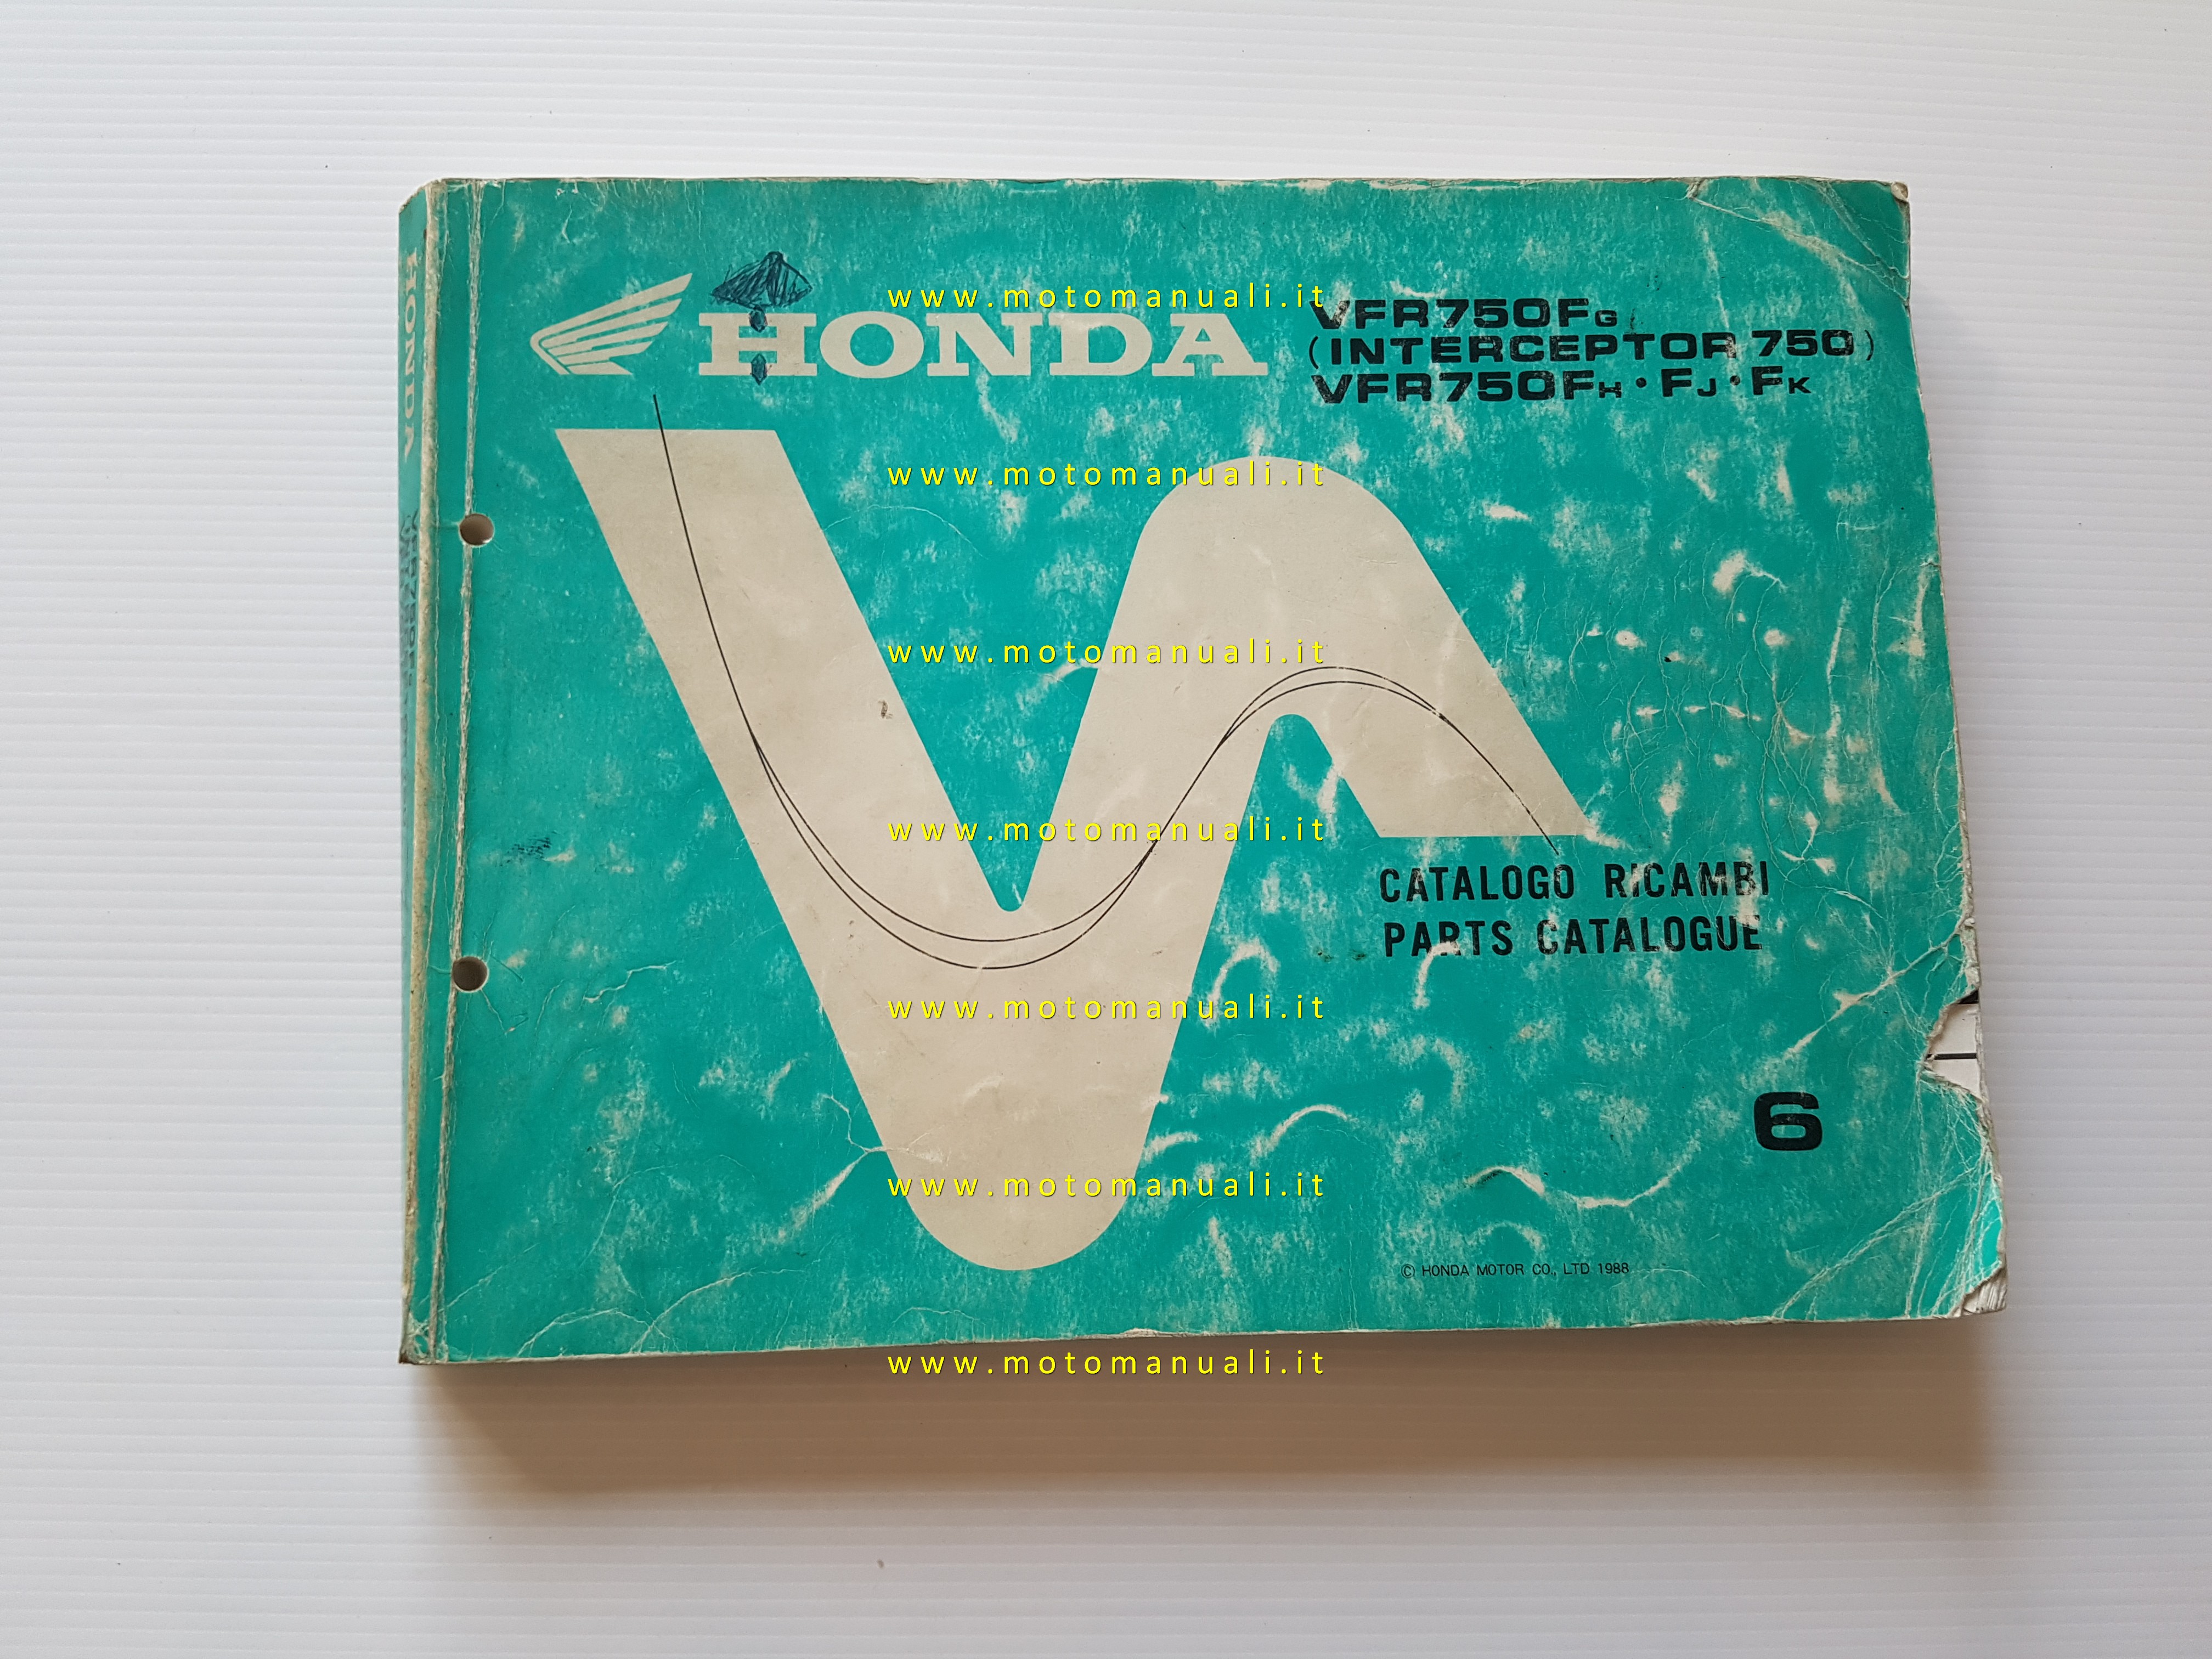 HONDA
VFR750FG
(INTERCEPTOR 750)
VFR750FH・FJ・FK
CATALOGO RICAMBI
PARTS CATALOGUE
6
© HONDA MOTOR CO., LTD 1988
HONDA
www.motomanuali.it
www.motomanuali.it
www.motomanuali.it
www.motomanuali.it
www.motomanuali.it
www.motomanuali.it
www.motomanuali.it